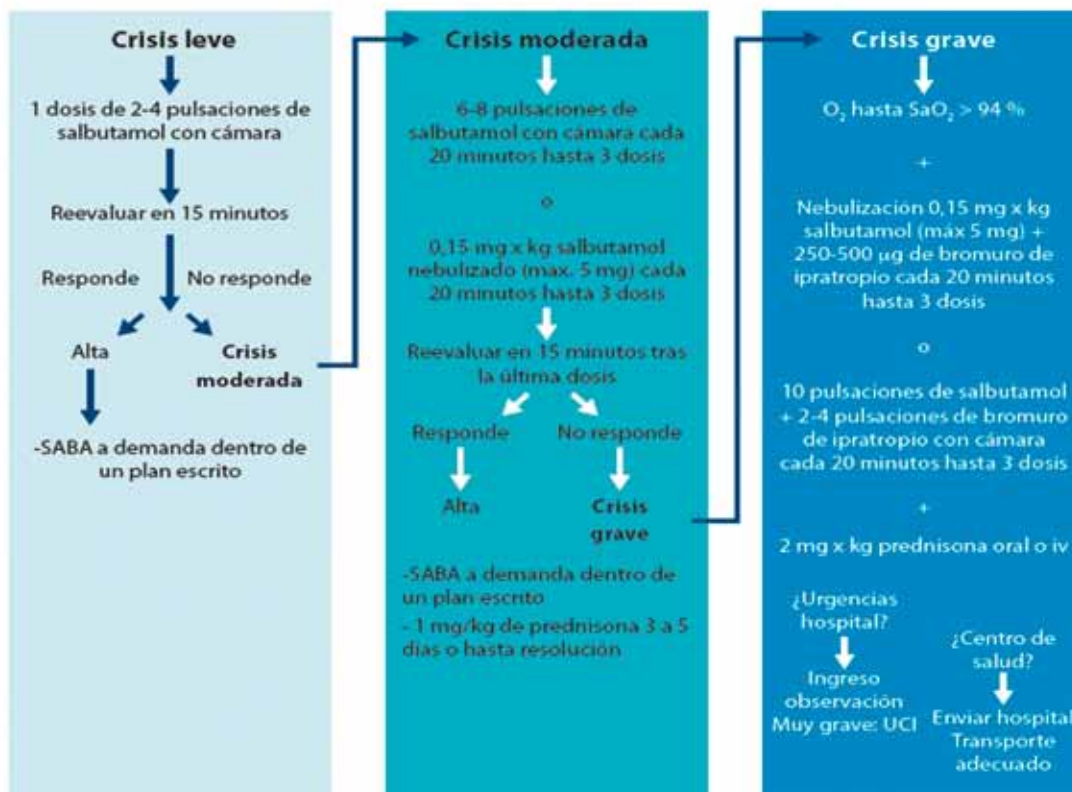 Crisis leve
1 dosis de 2-4 pulsaciones de
salbutamol con cámara
Reevaluar en 15 minutos
Responde
No responde
Alta
Crisis
moderada
-SABA a demanda dentro de
un plan escrito
Crisis moderada
6-8 pulsaciones de
salbutamol con cámara cada
20 minutos hasta 3 dosis
o
0,15 mg x kg salbutamol
nebulizado (max. 5 mg) cada
20 minutos hasta 3 dosis
Reevaluar en 15 minutos tras
la última dosis
Responde
No responde
Alta
Crisis
grave
-SABA a demanda dentro de
un plan escrito
- 1 mg/kg de prednisona 3 a 5
días o hasta resolución
Crisis grave
O₂ hasta SaO₂ > 94 %
+
Nebulización 0,15 mg x kg
salbutamol (máx 5 mg) +
250-500 µg de bromuro de
ipratropio cada 20 minutos
hasta 3 dosis
o
10 pulsaciones de salbutamol
+ 2-4 pulsaciones de bromuro
de ipratropio con cámara
cada 20 minutos hasta 3 dosis
+
2 mg x kg prednisona oral o iv
¿Urgencias
hospital?
Ingreso
observación
Muy grave: UCI
¿Centro de
salud?
Enviar hospital
Transporte
adecuado